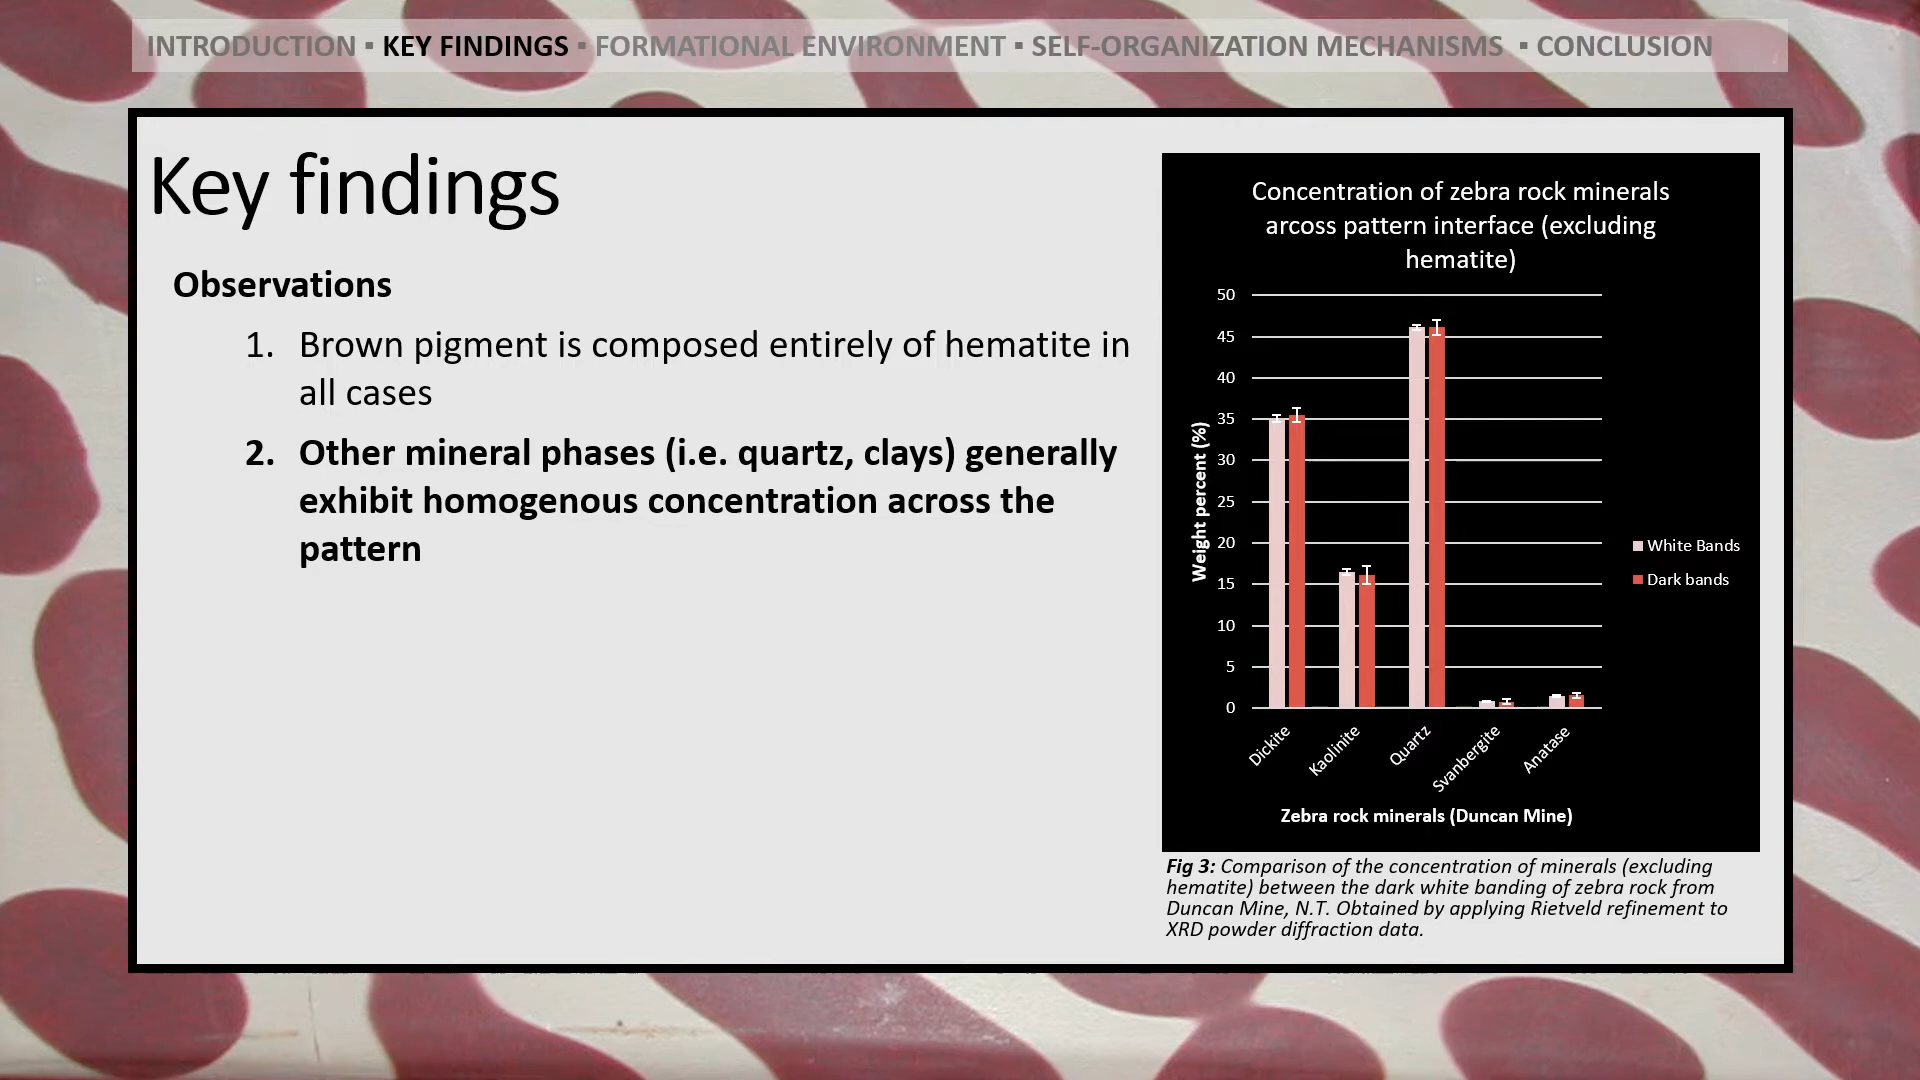 INTRODUCTION ▪ KEY FINDINGS ▪ FORMATIONAL ENVIRONMENT ▪ SELF-ORGANIZATION MECHANISMS ▪ CONCLUSION
Key findings
Observations
1. Brown pigment is composed entirely of hematite in
all cases
2. Other mineral phases (i.e. quartz, clays) generally
exhibit homogenous concentration across the
pattern
Concentration of zebra rock minerals
arcoss pattern interface (excluding
hematite)
50
45
40
35
30
25
20
15
10
5
0
Weight percent (%)
Dickite
Kaolinite
Quartz
Svanbergite
Anatase
Zebra rock minerals (Duncan Mine)
White Bands
Dark bands
Fig 3: Comparison of the concentration of minerals (excluding
hematite) between the dark white banding of zebra rock from
Duncan Mine, N.T. Obtained by applying Rietveld refinement to
XRD powder diffraction data.